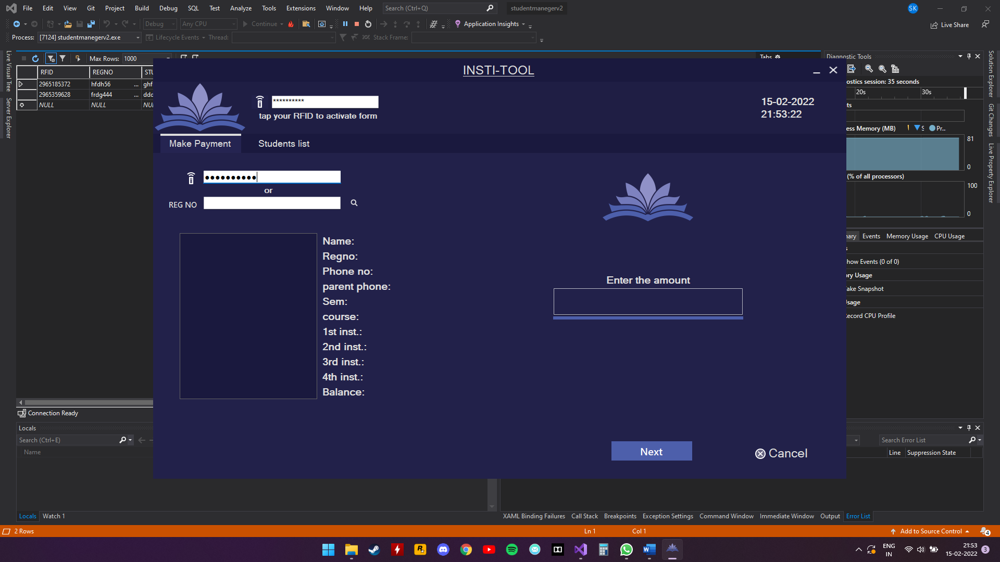 File Edit View Git Project Build Debug SQL Test Analyze Tools Extensions Window Help Search (Ctrl+Q) studentmanegerv2 SK
Debug Any CPU Continue Application Insights Live Share
Process: [7124] studentmanegerv2.exe Lifecycle Events Thread: Stack Frame:
Live Visual Tree
Server Explorer
Max Rows: 1000
RFID REGNO STU
2965185372 hfdh56 ... ghf
2965359628 frdg444 ... ddd
NULL NULL NU
Connection Ready
Tabs
INSTI-TOOL
**********
tap your RFID to activate form
15-02-2022
21:53:22
Make Payment Students list
or
REG NO
Name:
Regno:
Phone no:
parent phone:
Sem:
course:
1st inst.:
2nd inst.:
3rd inst.:
4th inst.:
Balance:
Enter the amount
Next
Cancel
Diagnostic Tools
ostics session: 35 seconds
20s 30s
ts
ess Memory (MB) S Pr...
81
0
(% of all processors)
100
0
ary Events Memory Usage CPU Usage
s
how Events (0 of 0)
ry Usage
ake Snapshot
Usage
ecord CPU Profile
Solution Explorer
Git Changes
Live Property Explorer
Locals
Search (Ctrl+E)
Name
Locals Watch 1
Search Error List
Line Suppression State
XAML Binding Failures Call Stack Breakpoints Exception Settings Command Window Immediate Window Output Error List
2 Rows Ln 1 Col 1 Add to Source Control 4
ENG
IN
21:53
15-02-2022
3